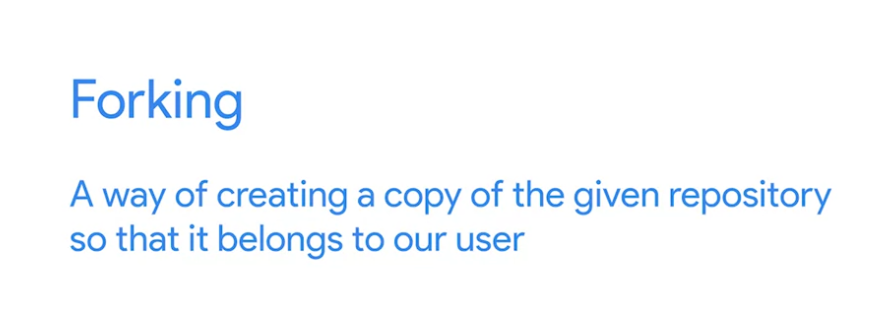 Forking
A way of creating a copy of the given repository
so that it belongs to our user